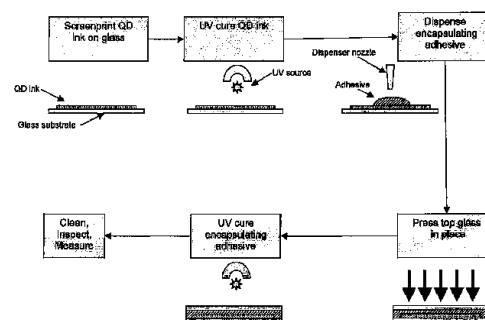 Screenprint QD
ink on glass
UV cure QD ink
Dispense
encapsulating
adhesive
Dispenser nozzle
UV source
QD ink
Adhesive
Glass substrate
Clean,
Inspect,
Measure
UV cure
encapsulating
adhesive
Press top glass
in place